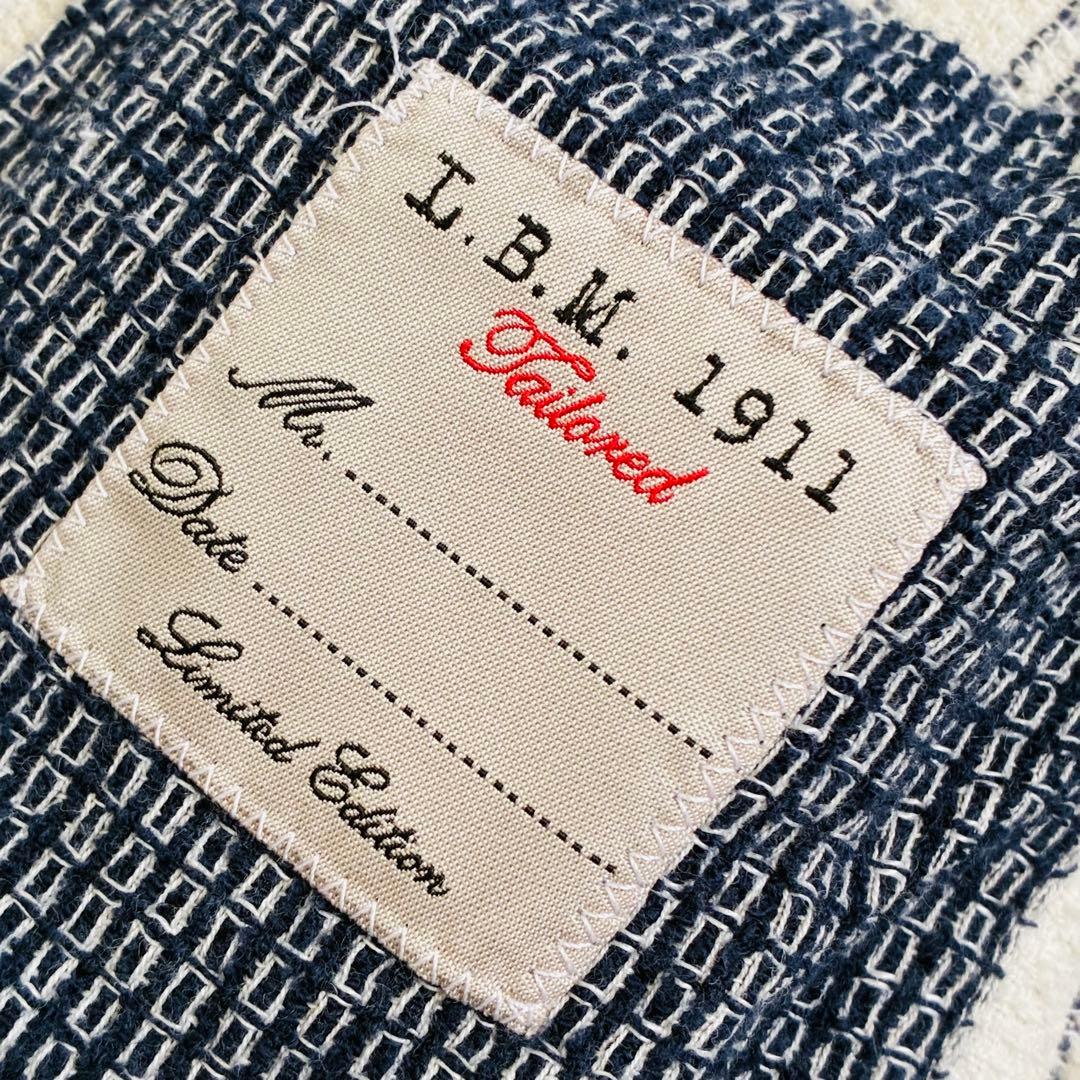 L.B.M. 1911
Tailored
Mr. ........................................
Date ........................................
Limited Edition